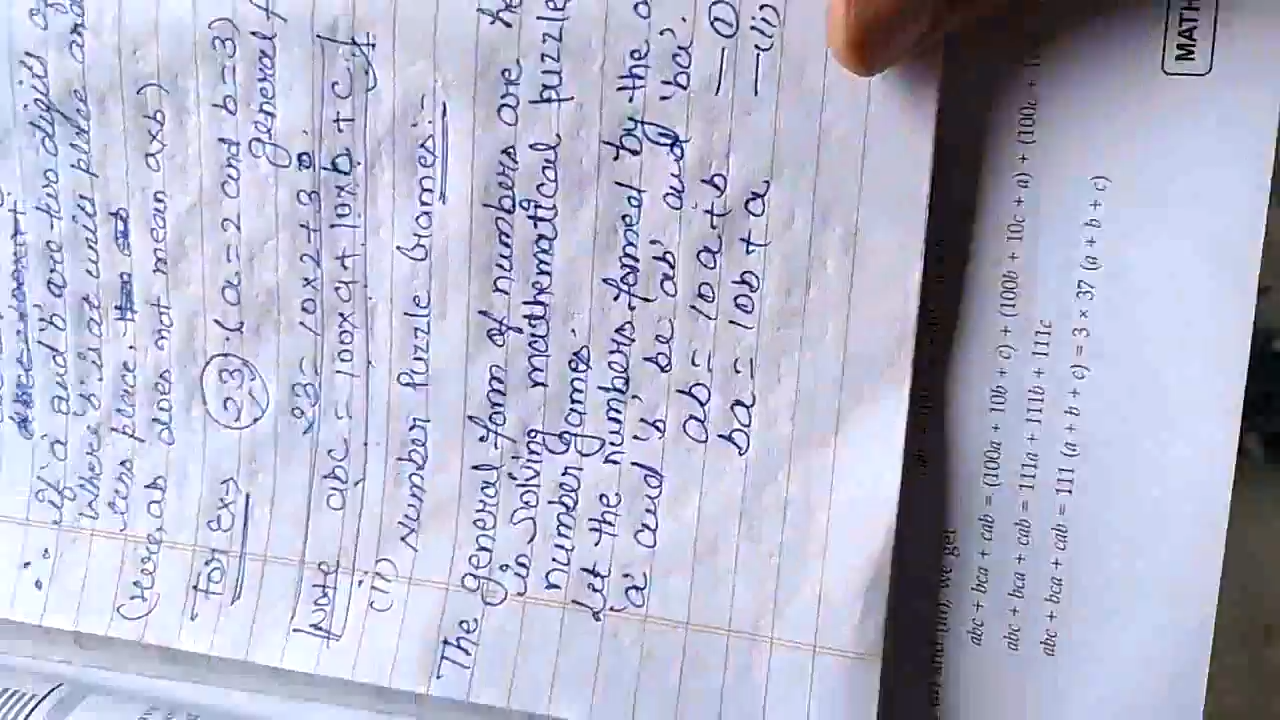 ∴ if 'a' and 'b' are two digits
where 'b' is at units place and
tens place.
(Here, ab does not mean a×b)
For Ex→ 23. (a = 2 and b = 3)
general
23 = 10×2+3
Note abc = 100×a+10×b+c
(ii) Number Puzzle Games:-
The general form of numbers are
in solving mathematical puzzle
number games.
Let the numbers formed by the
'a' and 'b' be 'ab' and 'ba'.
ab = 10a+b —(i)
ba = 10b+a —(ii)
we get
abc + bca + cab = (100a + 10b + c) + (100b + 10c + a) + (100c +
abc + bca + cab = 111a + 111b + 111c
abc + bca + cab = 111 (a + b + c) = 3 × 37 (a + b + c)
MATH